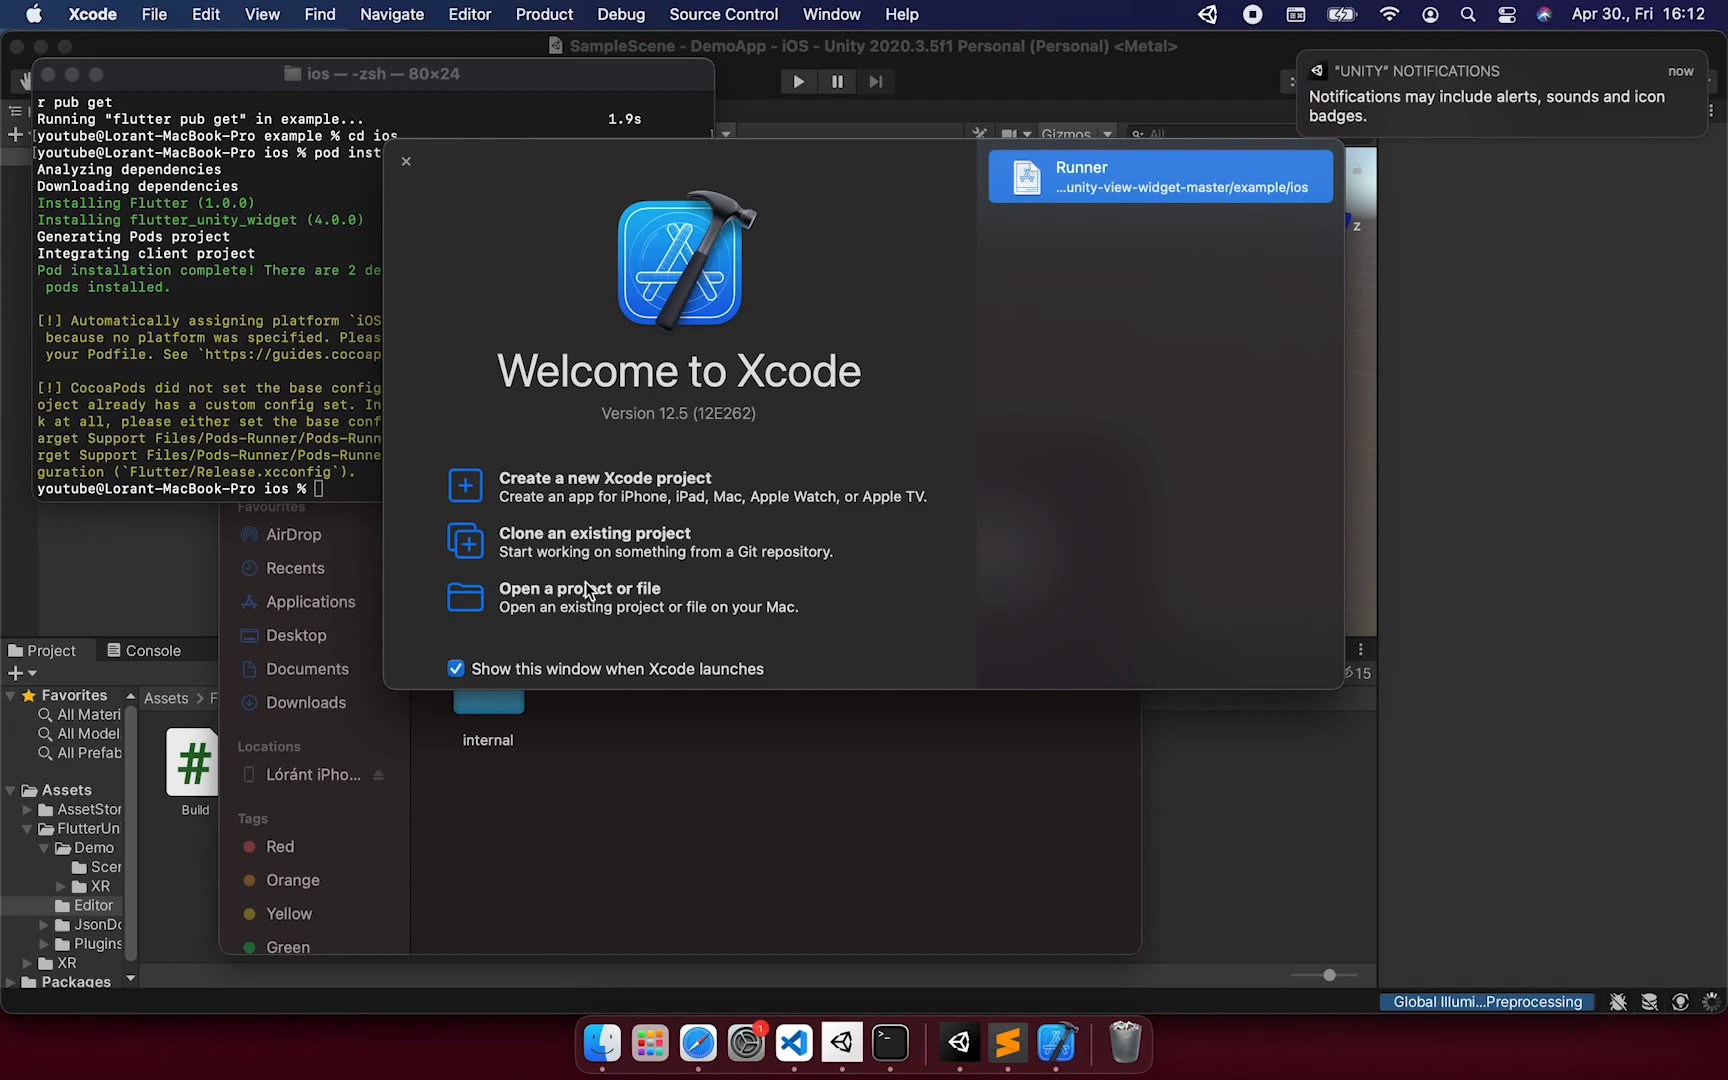 Xcode File Edit View Find Navigate Editor Product Debug Source Control Window Help Apr 30., Fri 16:12
SampleScene - DemoApp - iOS - Unity 2020.3.5f1 Personal (Personal) <Metal>
ios — -zsh — 80×24
"UNITY" NOTIFICATIONS now
Notifications may include alerts, sounds and icon
badges.
r pub get
Running "flutter pub get" in example... 1.9s
[youtube@Lorant-MacBook-Pro example % cd ios
[youtube@Lorant-MacBook-Pro ios % pod inst
Analyzing dependencies
Downloading dependencies
Installing Flutter (1.0.0)
Installing flutter_unity_widget (4.0.0)
Generating Pods project
Integrating client project
Pod installation complete! There are 2 de
pods installed.
[!] Automatically assigning platform `iOS
because no platform was specified. Pleas
your Podfile. See `https://guides.cocoap
[!] CocoaPods did not set the base config
oject already has a custom config set. In
k at all, please either set the base conf
arget Support Files/Pods-Runner/Pods-Runn
rget Support Files/Pods-Runner/Pods-Runne
guration (`Flutter/Release.xcconfig`).
youtube@Lorant-MacBook-Pro ios %
Gizmos All
z
Welcome to Xcode
Version 12.5 (12E262)
Create a new Xcode project
Create an app for iPhone, iPad, Mac, Apple Watch, or Apple TV.
Clone an existing project
Start working on something from a Git repository.
Open a project or file
Open an existing project or file on your Mac.
Show this window when Xcode launches
Runner
...unity-view-widget-master/example/ios
Favourites
AirDrop
Recents
Applications
Desktop
Documents
Downloads
Locations
Lóránt iPho...
Tags
Red
Orange
Yellow
Green
internal
Project Console
15
Favorites
All Materi
All Model
All Prefab
Assets
AssetStor
FlutterUn
Demo
Scer
XR
Editor
JsonDo
Plugins
XR
Packages
Assets > F
#
Build
Global Illumi...Preprocessing
1